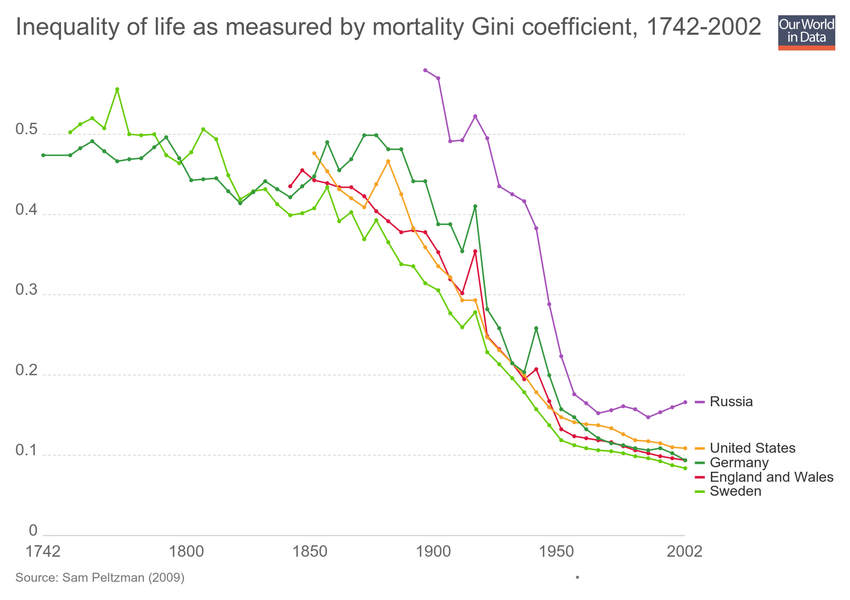 Inequality of life as measured by mortality Gini coefficient, 1742-2002
Our World
in Data
0.5
0.4
0.3
0.2
0.1
0
1742
1800
1850
1900
1950
2002
Russia
United States
Germany
England and Wales
Sweden
Source: Sam Peltzman (2009)